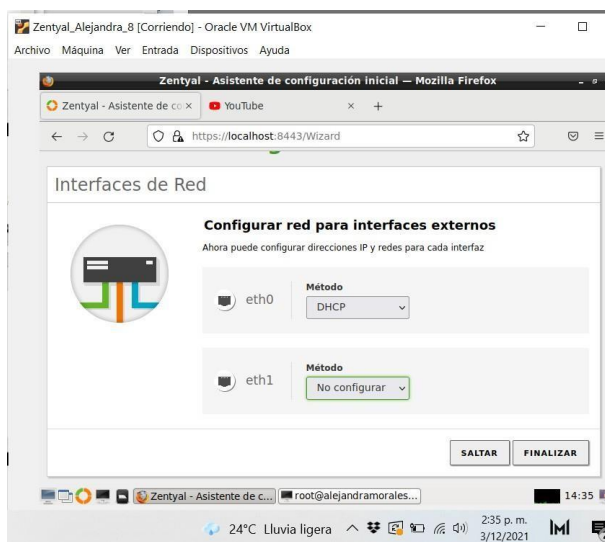 Zentyal_Alejandra_8 [Corriendo] - Oracle VM VirtualBox
Archivo Máquina Ver Entrada Dispositivos Ayuda
Zentyal - Asistente de configuración inicial — Mozilla Firefox
Zentyal - Asistente de co
YouTube
https://localhost:8443/Wizard
Interfaces de Red
Configurar red para interfaces externos
Ahora puede configurar direcciones IP y redes para cada interfaz
Método
eth0
DHCP
Método
eth1
No configurar
SALTAR FINALIZAR
Zentyal - Asistente de c... root@alejandramorales... 14:35
24°C Lluvia ligera 2:35 p. m.
3/12/2021